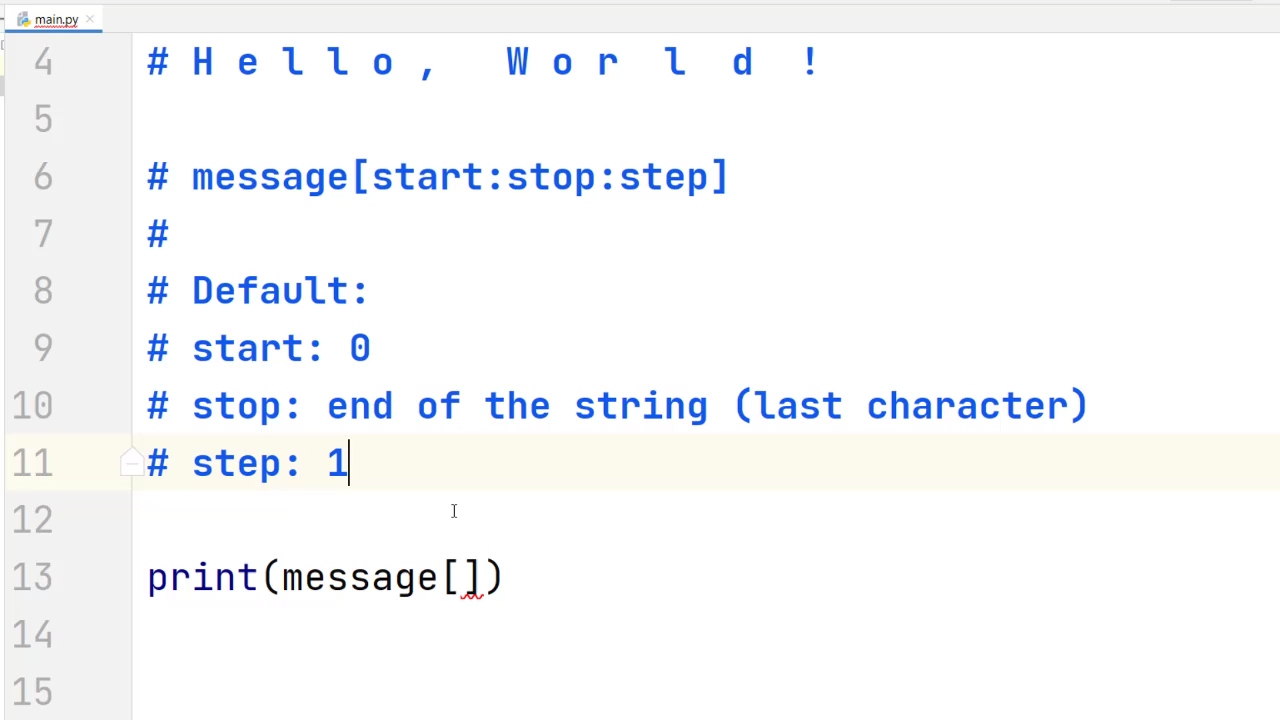 main.py
4 # H e l l o ,   W o r  l  d  !
5
6 # message[start:stop:step]
7 #
8 # Default:
9 # start: 0
10 # stop: end of the string (last character)
11 # step: 1
12
13 print(message[])
14
15